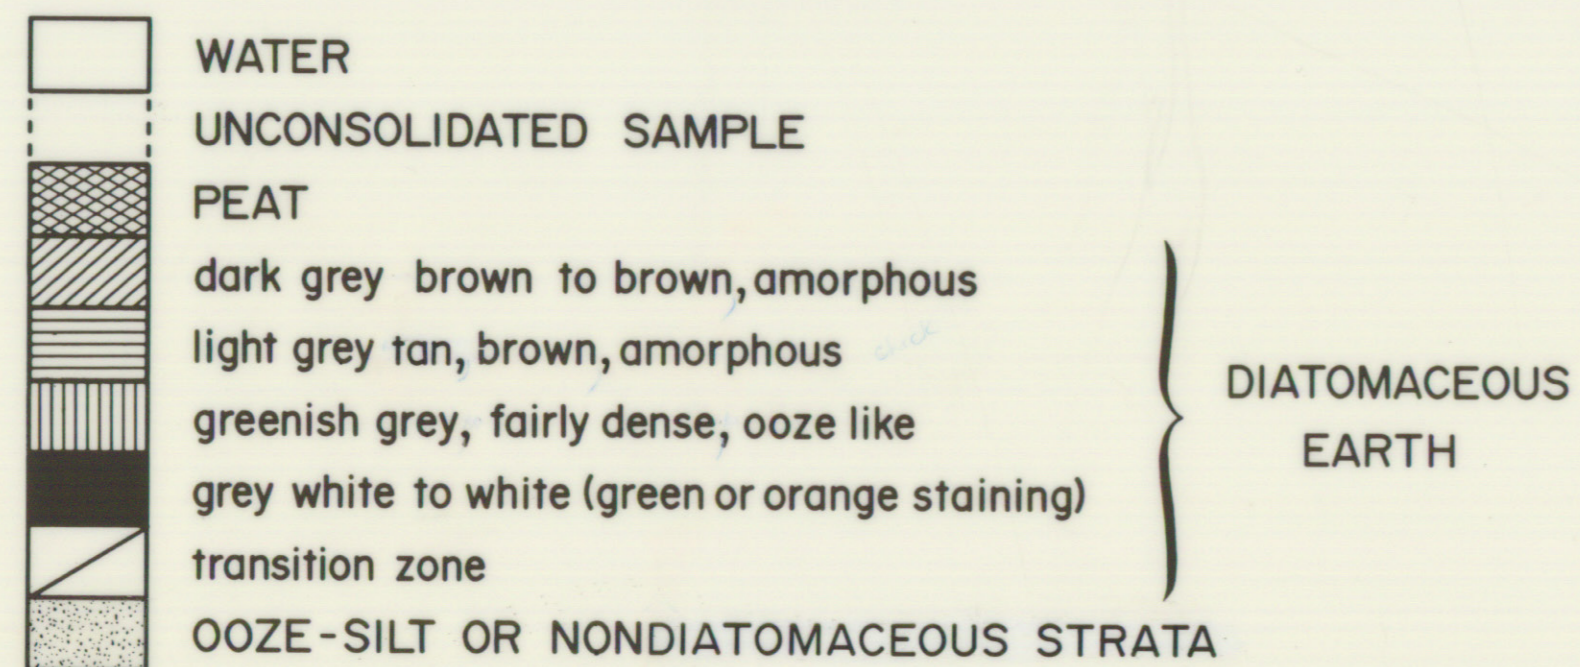 WATER
UNCONSOLIDATED SAMPLE
PEAT
dark grey brown to brown, amorphous
light grey tan, brown, amorphous
greenish grey, fairly dense, ooze like
grey white to white (green or orange staining)
transition zone
DIATOMACEOUS
EARTH
OOZE-SILT OR NONDIATOMACEOUS STRATA